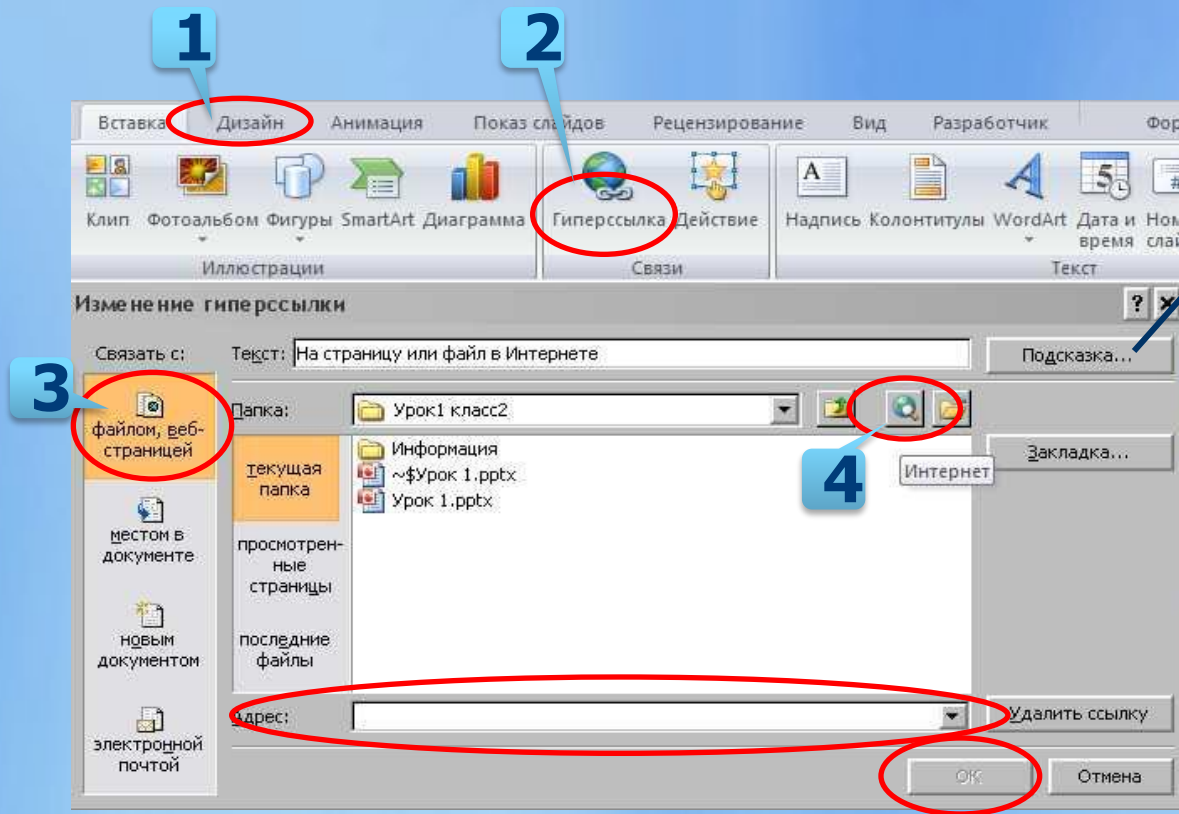 1
2
Вставка Дизайн Анимация Показ слайдов Рецензирование Вид Разработчик Фор
Клип Фотоальбом Фигуры SmartArt Диаграмма Гиперссылка Действие Надпись Колонтитулы WordArt Дата и Ном
время слай
Иллюстрации Связи Текст
Изменение гиперссылки
Связать с: Текст: На страницу или файл в Интернете Подсказка...
3
файлом, веб-
страницей
Папка: Урок1 класс2
текущая
папка
Информация
~$Урок 1.pptx
Урок 1.pptx
4
Интернет
Закладка...
местом в
документе
просмотрен-
ные
страницы
новым
документом
последние
файлы
Адрес: Удалить ссылку
электронной
почтой
ОК Отмена